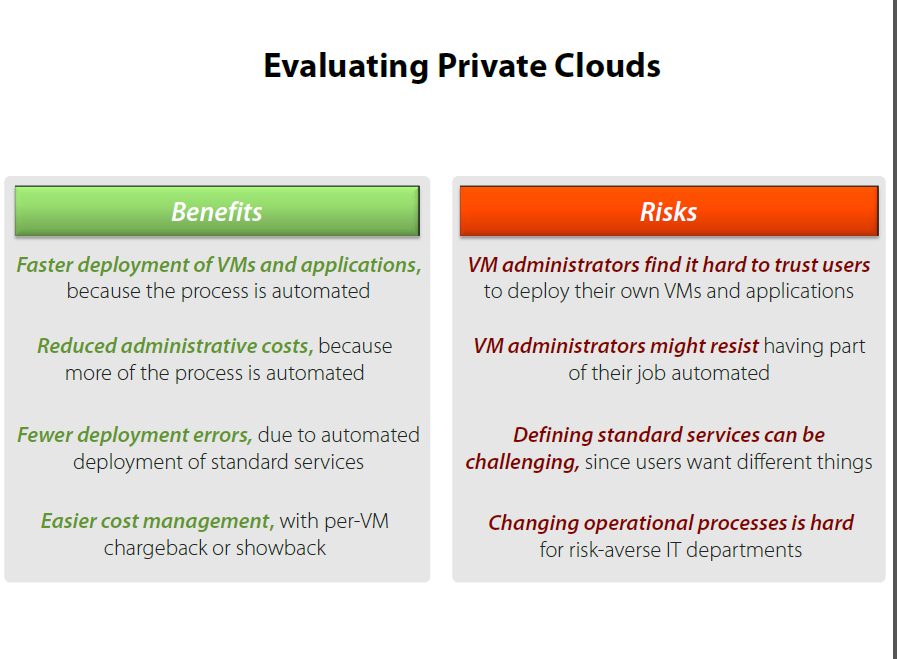 Evaluating Private Clouds
Benefits
Faster deployment of VMs and applications,
because the process is automated
Reduced administrative costs, because
more of the process is automated
Fewer deployment errors, due to automated
deployment of standard services
Easier cost management, with per-VM
chargeback or showback
Risks
VM administrators find it hard to trust users
to deploy their own VMs and applications
VM administrators might resist having part
of their job automated
Defining standard services can be
challenging, since users want different things
Changing operational processes is hard
for risk-averse IT departments